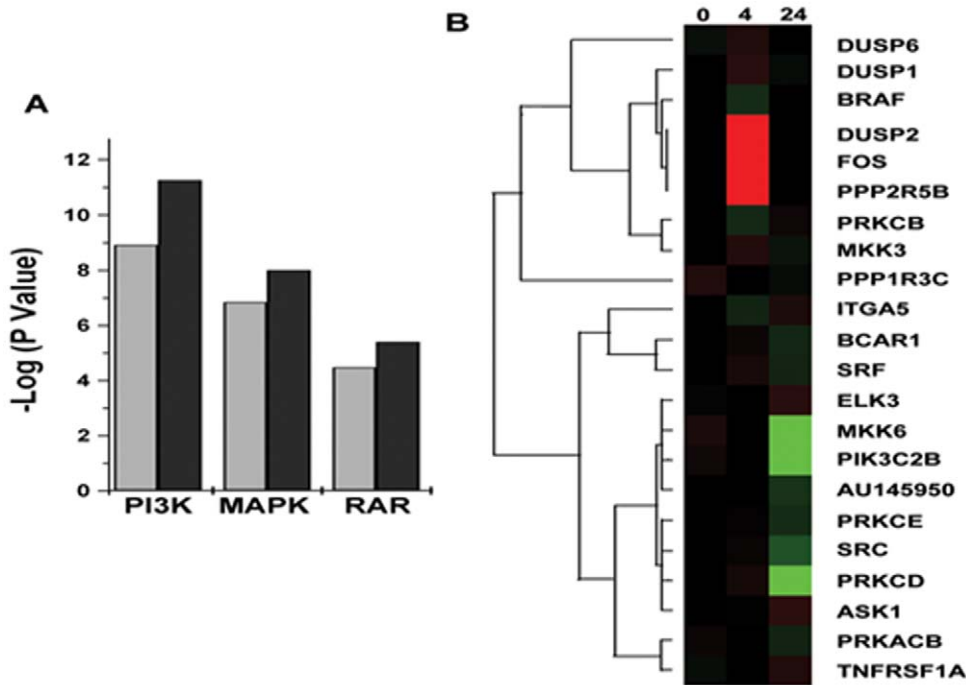 A
-Log (P Value)
12
10
8
6
4
2
0
PI3K MAPK RAR
B
0 4 24
DUSP6
DUSP1
BRAF
DUSP2
FOS
PPP2R5B
PRKCB
MKK3
PPP1R3C
ITGA5
BCAR1
SRF
ELK3
MKK6
PIK3C2B
AU145950
PRKCE
SRC
PRKCD
ASK1
PRKACB
TNFRSF1A